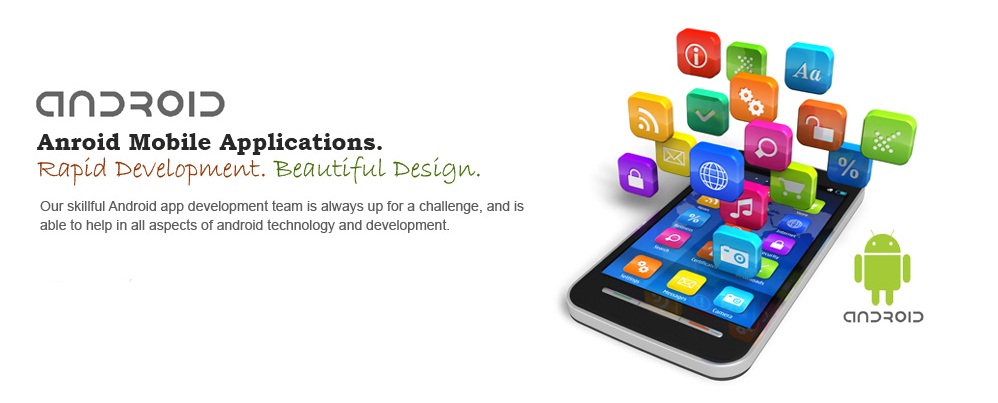 ANDROID
Anroid Mobile Applications.
Rapid Development. Beautiful Design.
Our skillful Android app development team is always up for a challenge, and is
able to help in all aspects of android technology and development.
Aa
%
%
Internet
Search
Security
Settings
Messages
Camera
ANDROID